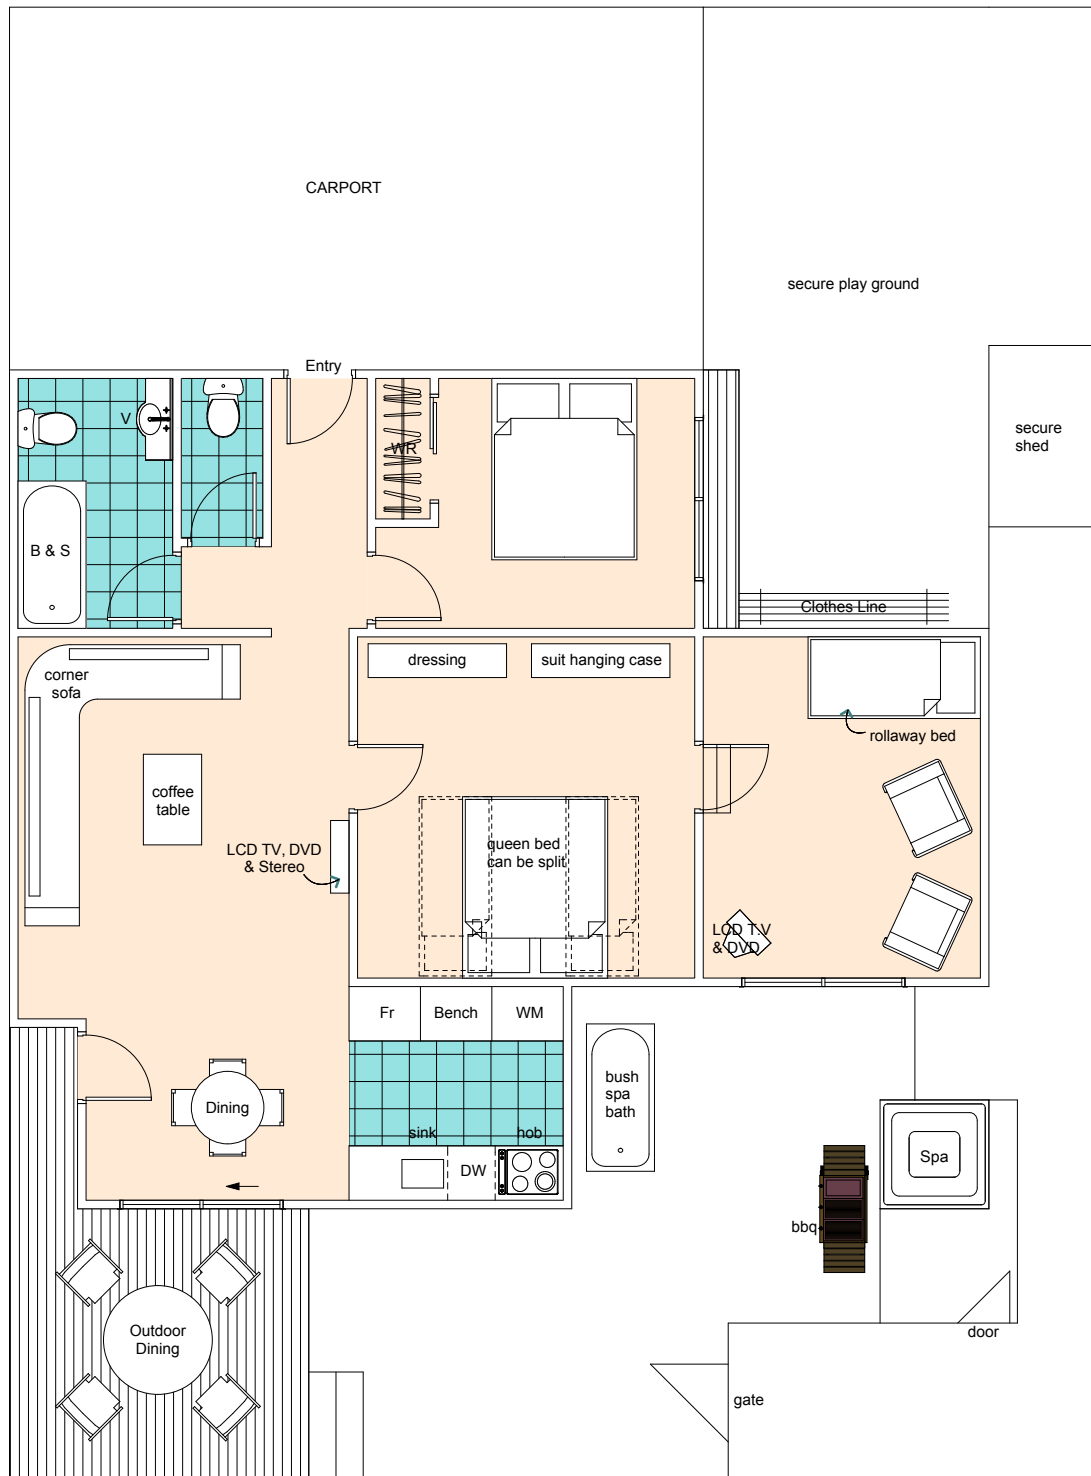 CARPORT
secure play ground
Entry
V
WR
secure
shed
B & S
Clothes Line
corner
sofa
dressing
suit hanging case
rollaway bed
coffee
table
LCD TV, DVD
& Stereo
queen bed
can be split
LCD T.V
& DVD
Fr
Bench
WM
bush
spa
bath
Dining
sink
hob
DW
Spa
bbq
Outdoor
Dining
door
gate